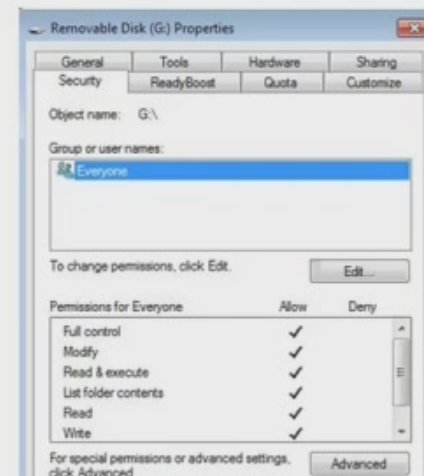 Removable Disk (G:) Properties
General Tools Hardware Sharing
Security ReadyBoost Quota Customize
Object name: G:\
Group or user names:
Everyone
To change permissions, click Edit.
Edit...
Permissions for Everyone Allow Deny
Full control
Modify
Read & execute
List folder contents
Read
Write
For special permissions or advanced settings,
click Advanced
Advanced